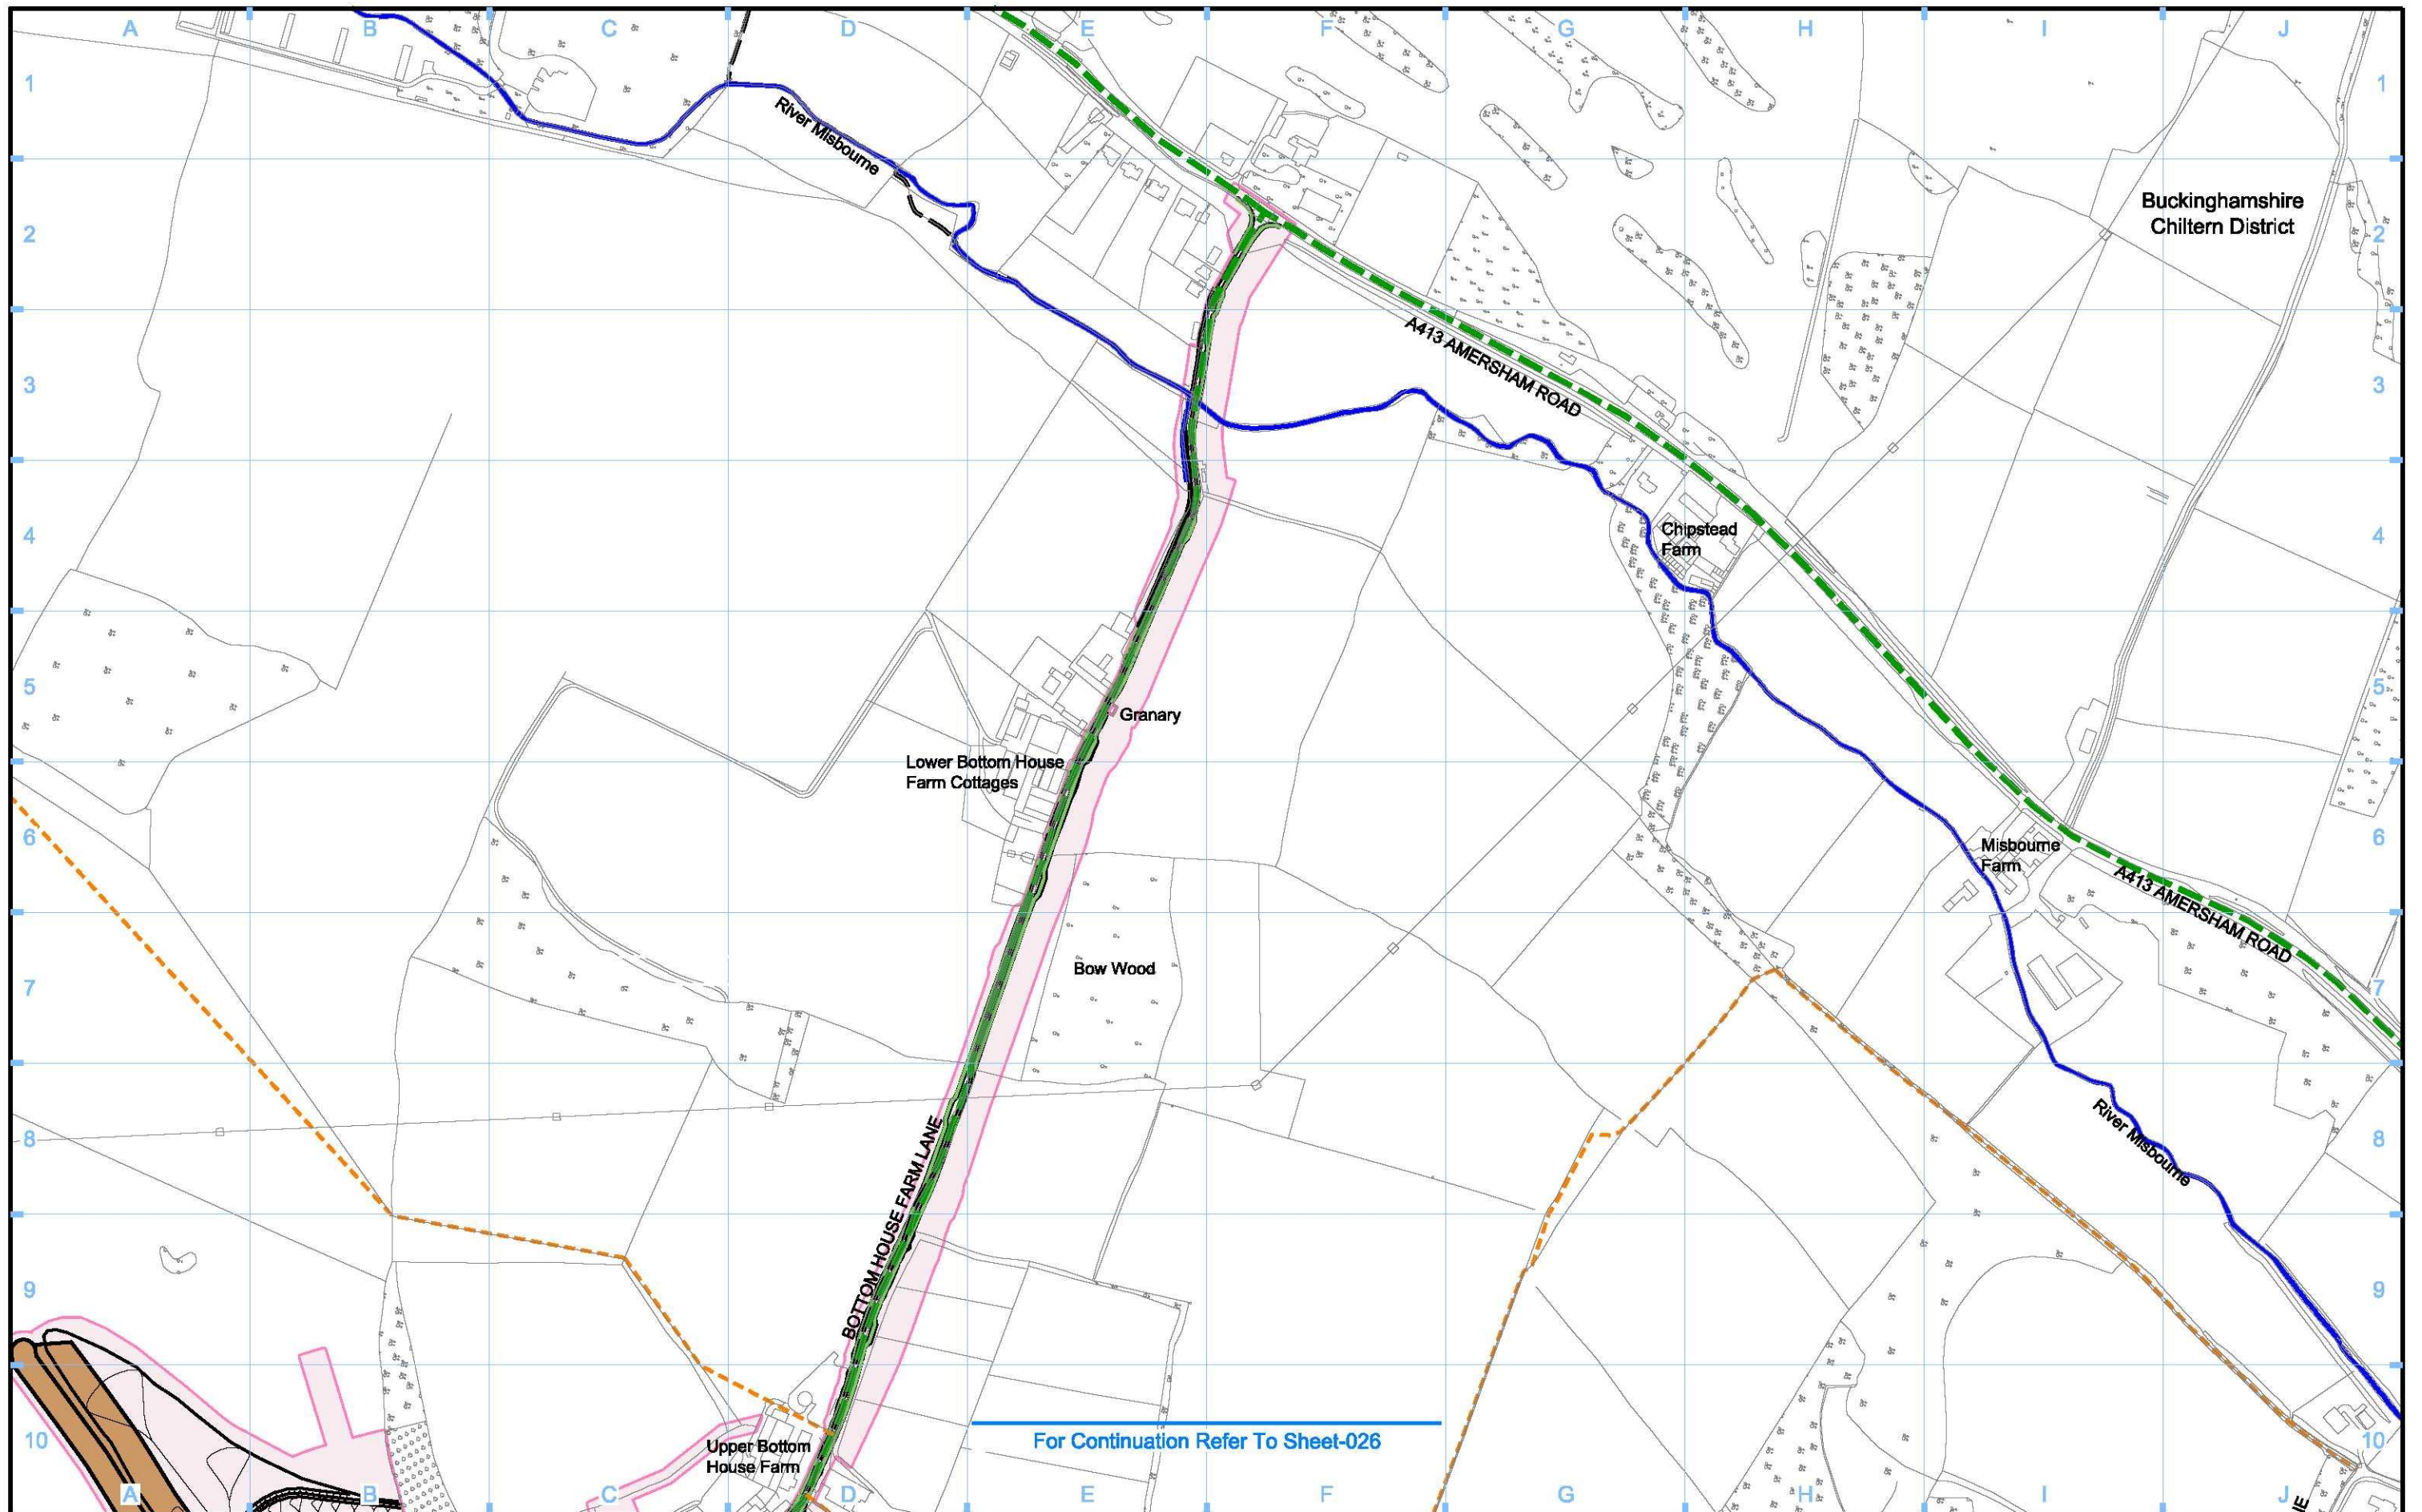 A B C D E F G H I J
1 1
River Misbourne
Buckinghamshire
Chiltern District
2 2
A413 AMERSHAM ROAD
3 3
Chipstead
Farm
4 4
5 5
Granary
Lower Bottom House
Farm Cottages
6 6
Misbourne
Farm
A413 AMERSHAM ROAD
Bow Wood
7 7
River Misbourne
8 8
BOTTOM HOUSE FARM LANE
9 9
For Continuation Refer To Sheet-026
10 10
Upper Bottom
House Farm
A B C D E F G H I J